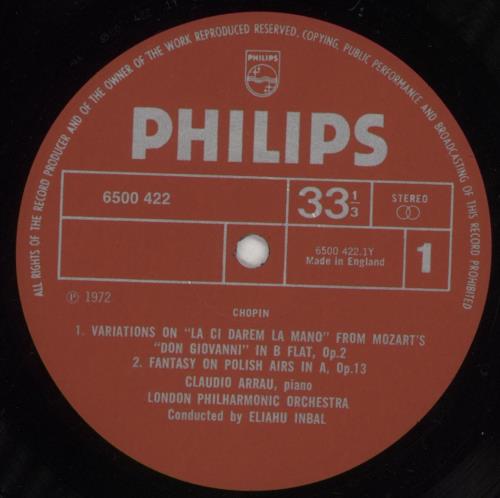 ALL RIGHTS OF THE RECORD PRODUCER AND OF THE OWNER OF THE WORK REPRODUCED RESERVED, COPYING, PUBLIC PERFORMANCE AND BROADCASTING OF THIS RECORD PROHIBITED
PHILIPS
PHILIPS
6500 422
33 1/3
STEREO
6500 422.1Y
Made in England
1
Ⓟ 1972
CHOPIN
1. VARIATIONS ON "LA CI DAREM LA MANO" FROM MOZART'S
"DON GIOVANNI" IN B FLAT, Op.2
2. FANTASY ON POLISH AIRS IN A, Op.13
CLAUDIO ARRAU, piano
LONDON PHILHARMONIC ORCHESTRA
Conducted by ELIAHU INBAL